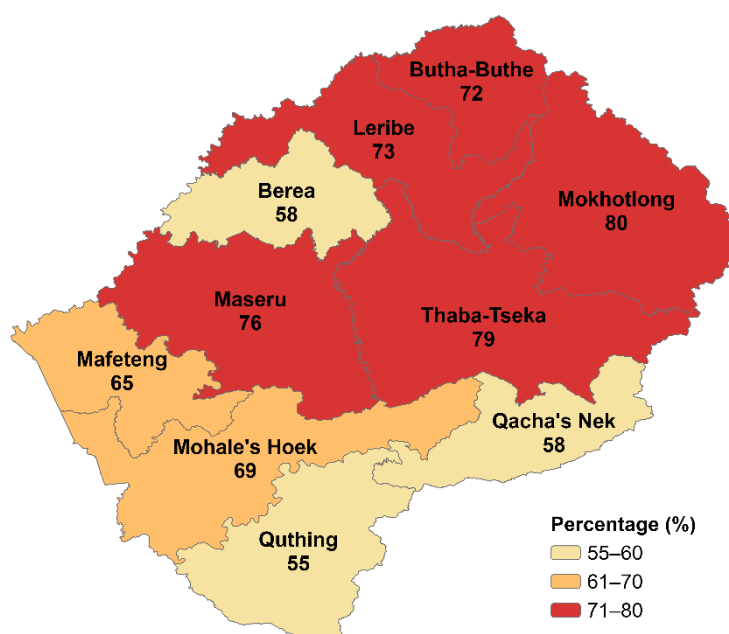 Butha-Buthe
72
Leribe
73
Berea
58
Mokhotlong
80
Maseru
76
Thaba-Tseka
79
Mafeteng
65
Qacha's Nek
58
Mohale's Hoek
69
Quthing
55
Percentage (%)
55–60
61–70
71–80